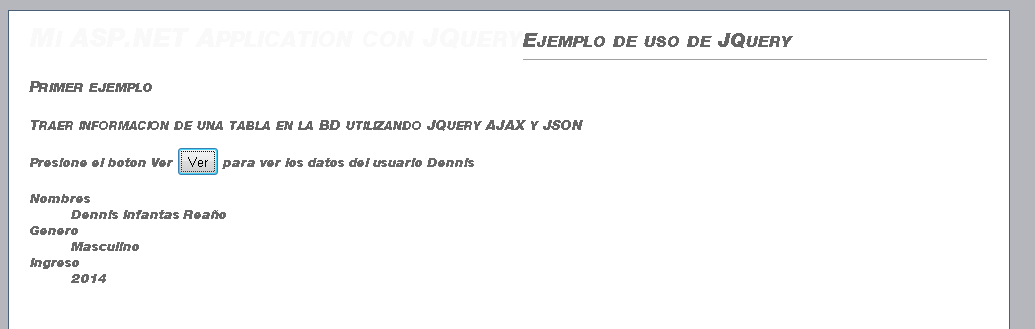 Mi ASP.NET Application con JQuery
Ejemplo de uso de JQuery
Primer ejemplo
Traer informacion de una tabla en la BD utilizando JQuery AJAX y JSON
Presione el boton Ver Ver para ver los datos del usuario Dennis
Nombres
Dennis Infantas Reaño
Genero
Masculino
Ingreso
2014